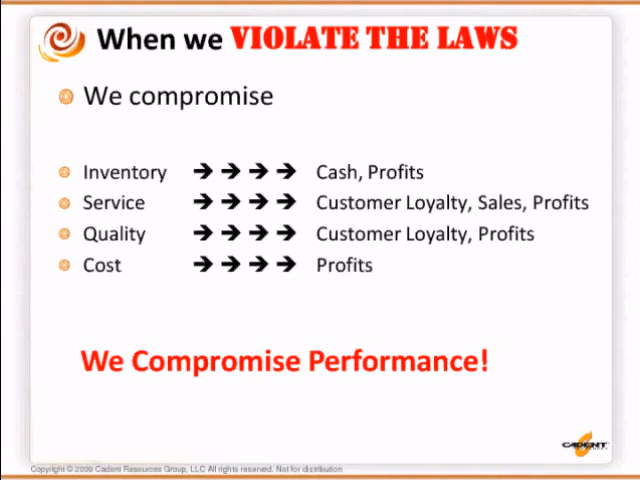 When we VIOLATE THE LAWS
We compromise
Inventory → → → → Cash, Profits
Service → → → → Customer Loyalty, Sales, Profits
Quality → → → → Customer Loyalty, Profits
Cost → → → → Profits
We Compromise Performance!
CADENT
Copyright © 2009 Cadent Resources Group, LLC All rights reserved. Not for distribution